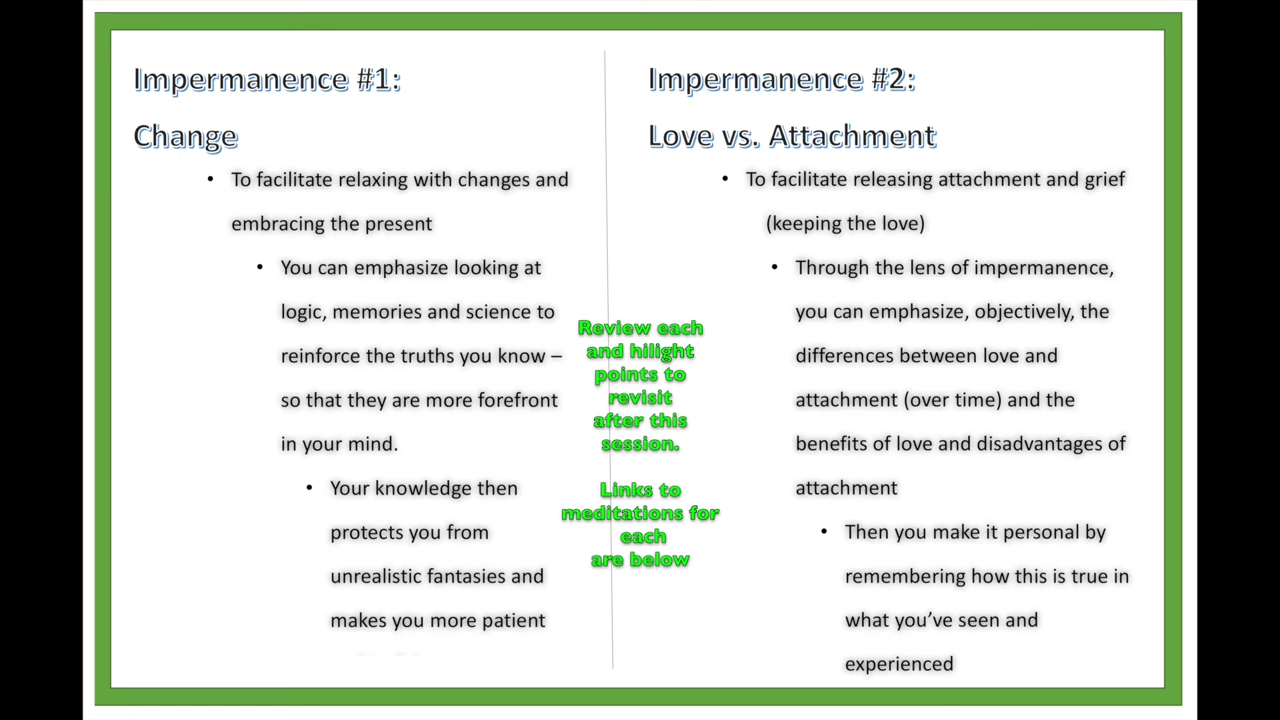 Impermanence #1:
Change
• To facilitate relaxing with changes and
embracing the present
• You can emphasize looking at
logic, memories and science to
reinforce the truths you know –
so that they are more forefront
in your mind.
• Your knowledge then
protects you from
unrealistic fantasies and
makes you more patient
Review each
and hilight
points to
revisit
after this
session.
Links to
meditations for
each
are below
Impermanence #2:
Love vs. Attachment
• To facilitate releasing attachment and grief
(keeping the love)
• Through the lens of impermanence,
you can emphasize, objectively, the
differences between love and
attachment (over time) and the
benefits of love and disadvantages of
attachment
• Then you make it personal by
remembering how this is true in
what you’ve seen and
experienced